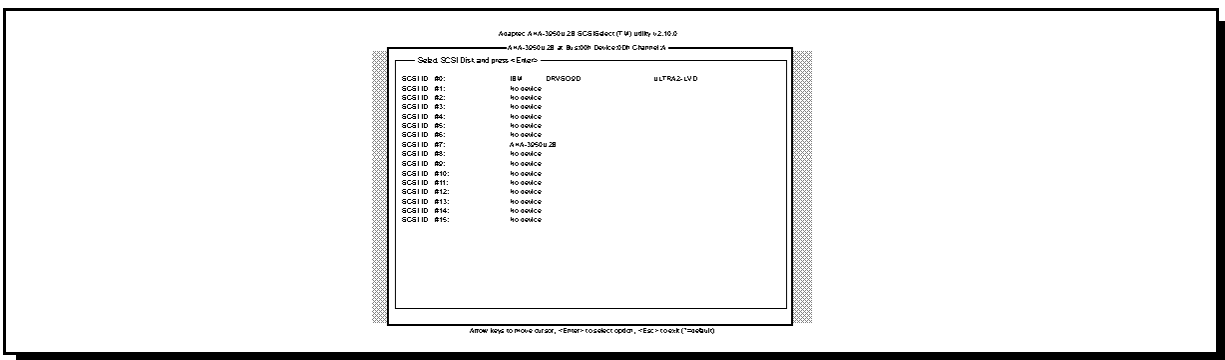 Adaptec AHA-3950u2B SCSISelect(TM) utility v.2.10.0
AHA-3950u2B at Bus:00h Device:0Dh Channel:A
Select SCSI Disk and press <Enter>
SCSI ID #0: IBM DRVS09D uLTRA2-LVD
SCSI ID #1: No device
SCSI ID #2: No device
SCSI ID #3: No device
SCSI ID #4: No device
SCSI ID #5: No device
SCSI ID #6: No device
SCSI ID #7: AHA-3950u2B
SCSI ID #8: No device
SCSI ID #9: No device
SCSI ID #10: No device
SCSI ID #11: No device
SCSI ID #12: No device
SCSI ID #13: No device
SCSI ID #14: No device
SCSI ID #15: No device
Arrow keys to move cursor, <Enter> to select option, <Esc> to exit (*=default)